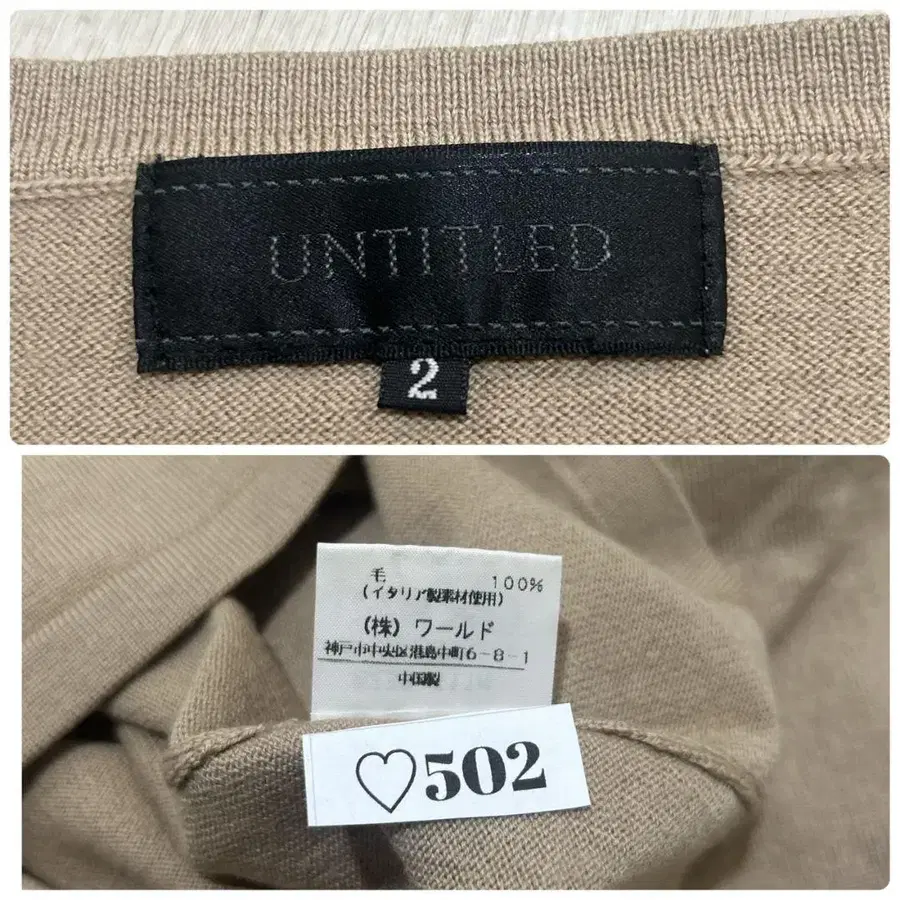 UNTITLED
2
毛 100%
(イタリア製素材使用)
(株) ワールド
神戸市中央区港島中町6-8-1
中国製
♡502